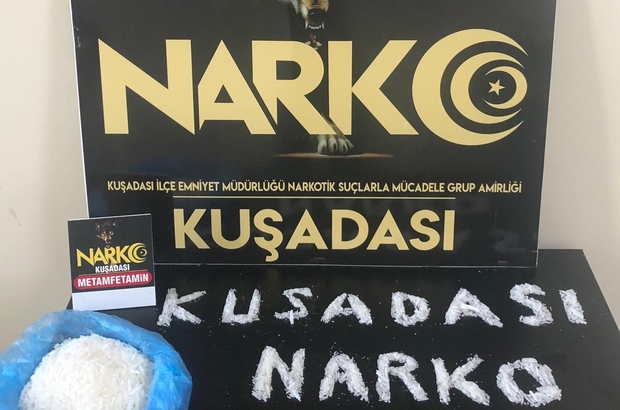 NARKO
KUŞADASI İLÇE EMNİYET MÜDÜRLÜĞÜ NARKOTİK SUÇLARLA MÜCADELE GRUP AMİRLİĞİ
KUŞADASI
NARKO
KUŞADASI
METAMFETAMİN
KUŞADASI
NARKO